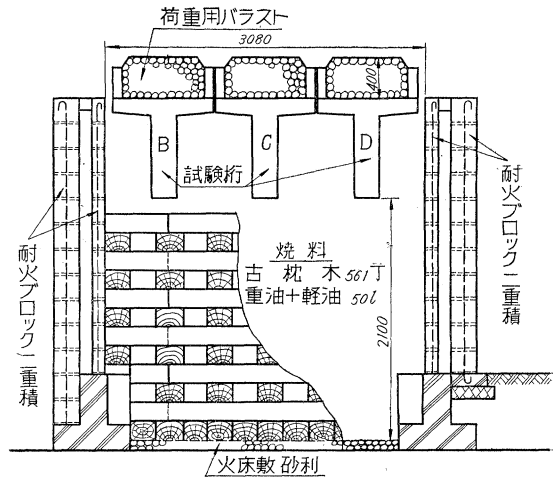 荷重用バラスト
3080
400
B
C
D
試験桁
耐火ブロック二重積
耐火ブロック二重積
焼料
古枕木561丁
重油+軽油 50l
2100
火床敷砂利